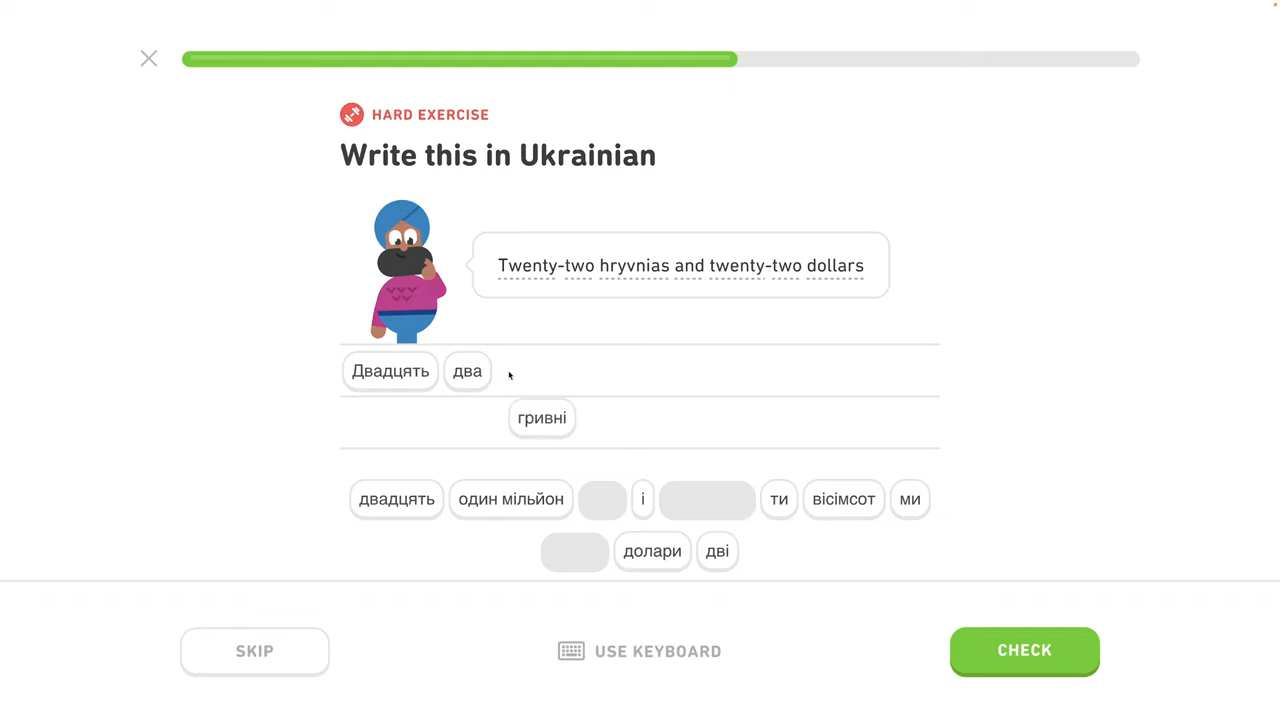 HARD EXERCISE
Write this in Ukrainian
Twenty-two hryvnias and twenty-two dollars
Двадцять два
гривні
двадцять один мільйон і ти вісімсот ми
долари дві
SKIP USE KEYBOARD CHECK